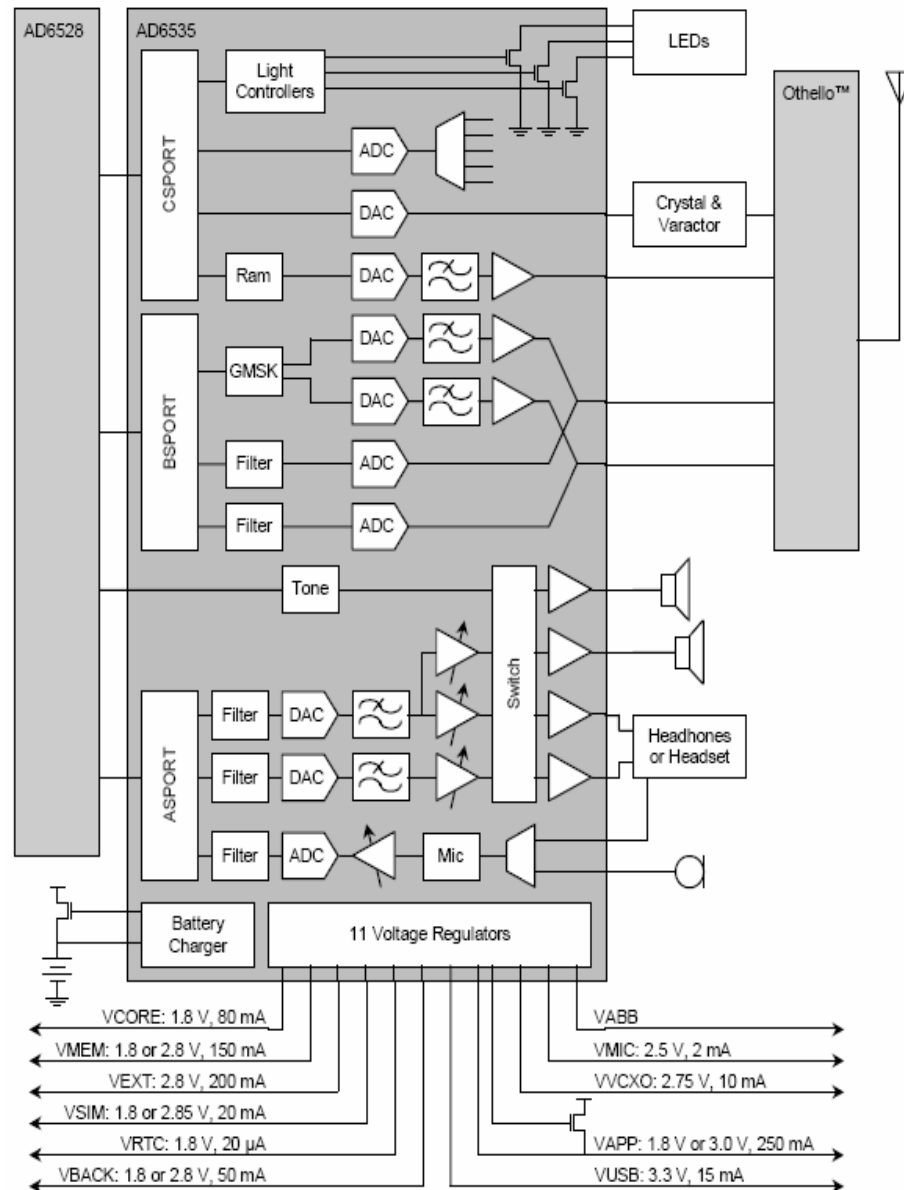 AD6528
AD6535
LEDs
Light
Controllers
Othello™
CSPORT
ADC
DAC
Crystal &
Varactor
Ram
DAC
BSPORT
GMSK
DAC
DAC
Filter
ADC
Filter
ADC
Tone
Switch
ASPORT
Filter
DAC
Filter
DAC
Headphones
or Headset
Filter
ADC
Mic
Battery
Charger
11 Voltage Regulators
VCORE: 1.8 V, 80 mA
VABB
VMEM: 1.8 or 2.8 V, 150 mA
VMIC: 2.5 V, 2 mA
VEXT: 2.8 V, 200 mA
VVCXO: 2.75 V, 10 mA
VSIM: 1.8 or 2.85 V, 20 mA
VRTC: 1.8 V, 20 µA
VAPP: 1.8 V or 3.0 V, 250 mA
VBACK: 1.8 or 2.8 V, 50 mA
VUSB: 3.3 V, 15 mA